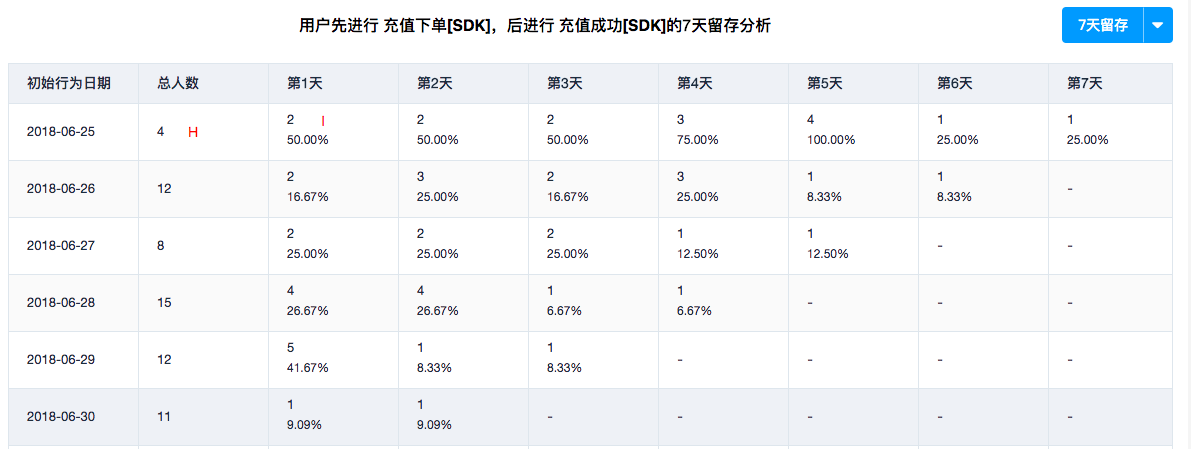 用户先进行 充值下单[SDK]，后进行 充值成功[SDK]的7天留存分析
7天留存
初始行为日期 总人数 第1天 第2天 第3天 第4天 第5天 第6天 第7天
2018-06-25 4 H 2 I 2 2 3 4 1 1
50.00% 50.00% 50.00% 75.00% 100.00% 25.00% 25.00%
2018-06-26 12 2 3 2 3 1 1 -
16.67% 25.00% 16.67% 25.00% 8.33% 8.33%
2018-06-27 8 2 2 2 1 1 - -
25.00% 25.00% 25.00% 12.50% 12.50%
2018-06-28 15 4 4 1 1 - - -
26.67% 26.67% 6.67% 6.67%
2018-06-29 12 5 1 1 - - - -
41.67% 8.33% 8.33%
2018-06-30 11 1 1 - - - - -
9.09% 9.09%